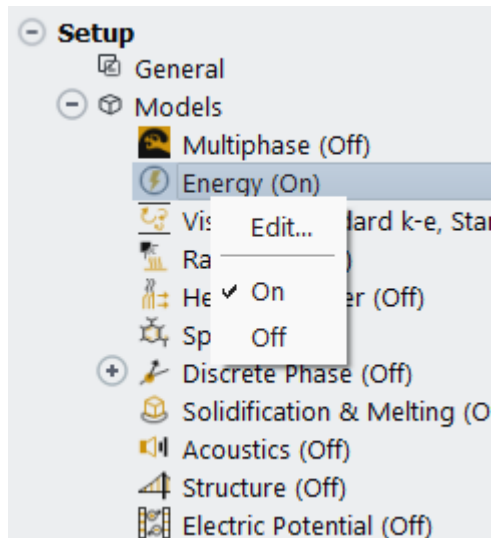 Setup
General
Models
Multiphase (Off)
Energy (On)
Vis dard k-e, Star
Edit...
Ra )
He er (Off)
On
Sp
Off
Discrete Phase (Off)
Solidification & Melting (O
Acoustics (Off)
Structure (Off)
Electric Potential (Off)